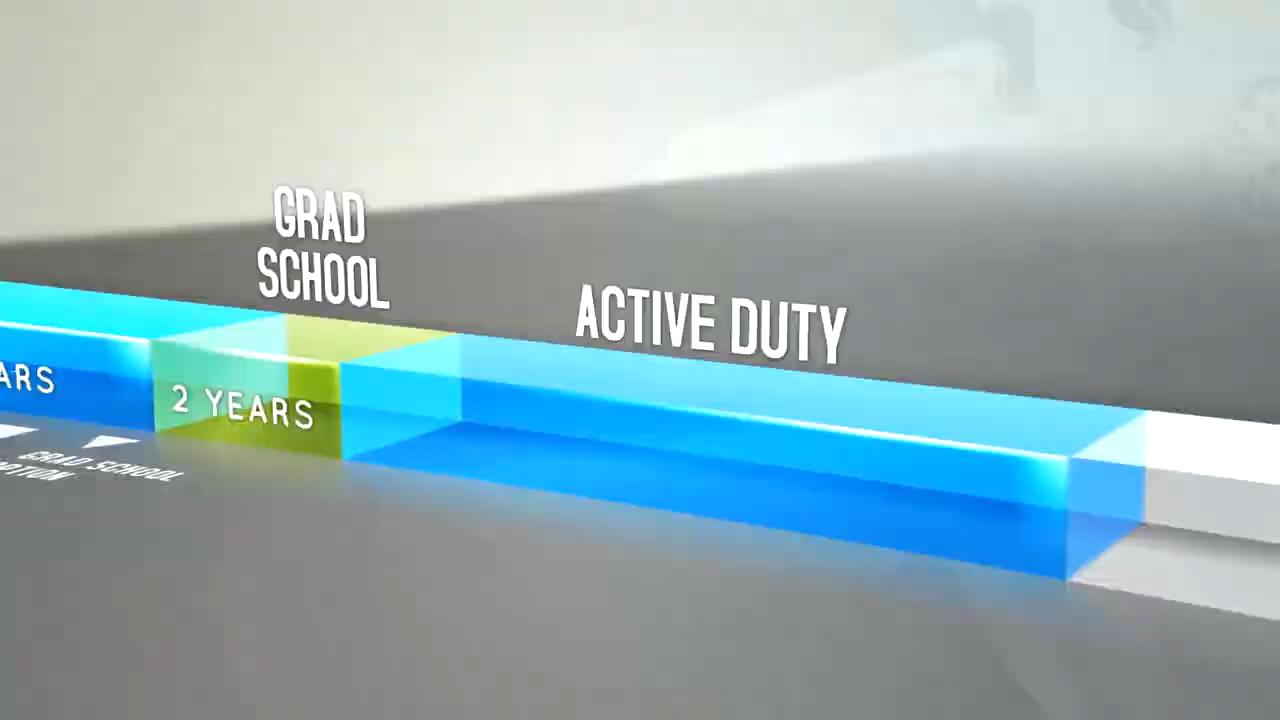 GRAD
SCHOOL
ACTIVE DUTY
2 YEARS
GRAD SCHOOL